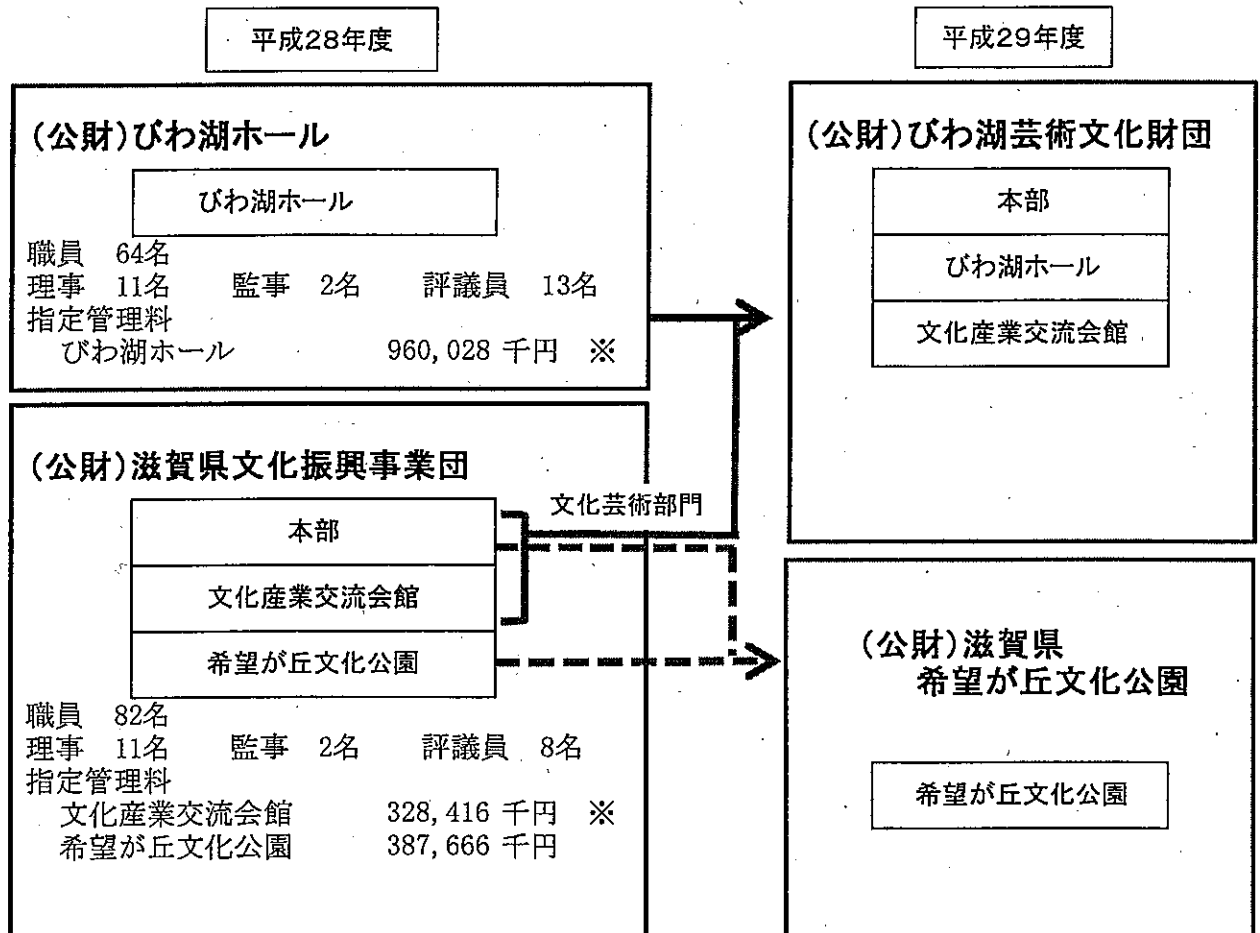 平成28年度
(公財)びわ湖ホール
びわ湖ホール
職員 64名
理事 11名 監事 2名 評議員 13名
指定管理料
びわ湖ホール 960,028 千円 ※
(公財)滋賀県文化振興事業団
本部
文化産業交流会館
希望が丘文化公園
文化芸術部門
職員 82名
理事 11名 監事 2名 評議員 8名
指定管理料
文化産業交流会館 328,416 千円 ※
希望が丘文化公園 387,666 千円
平成29年度
(公財)びわ湖芸術文化財団
本部
びわ湖ホール
文化産業交流会館
(公財)滋賀県
希望が丘文化公園
希望が丘文化公園